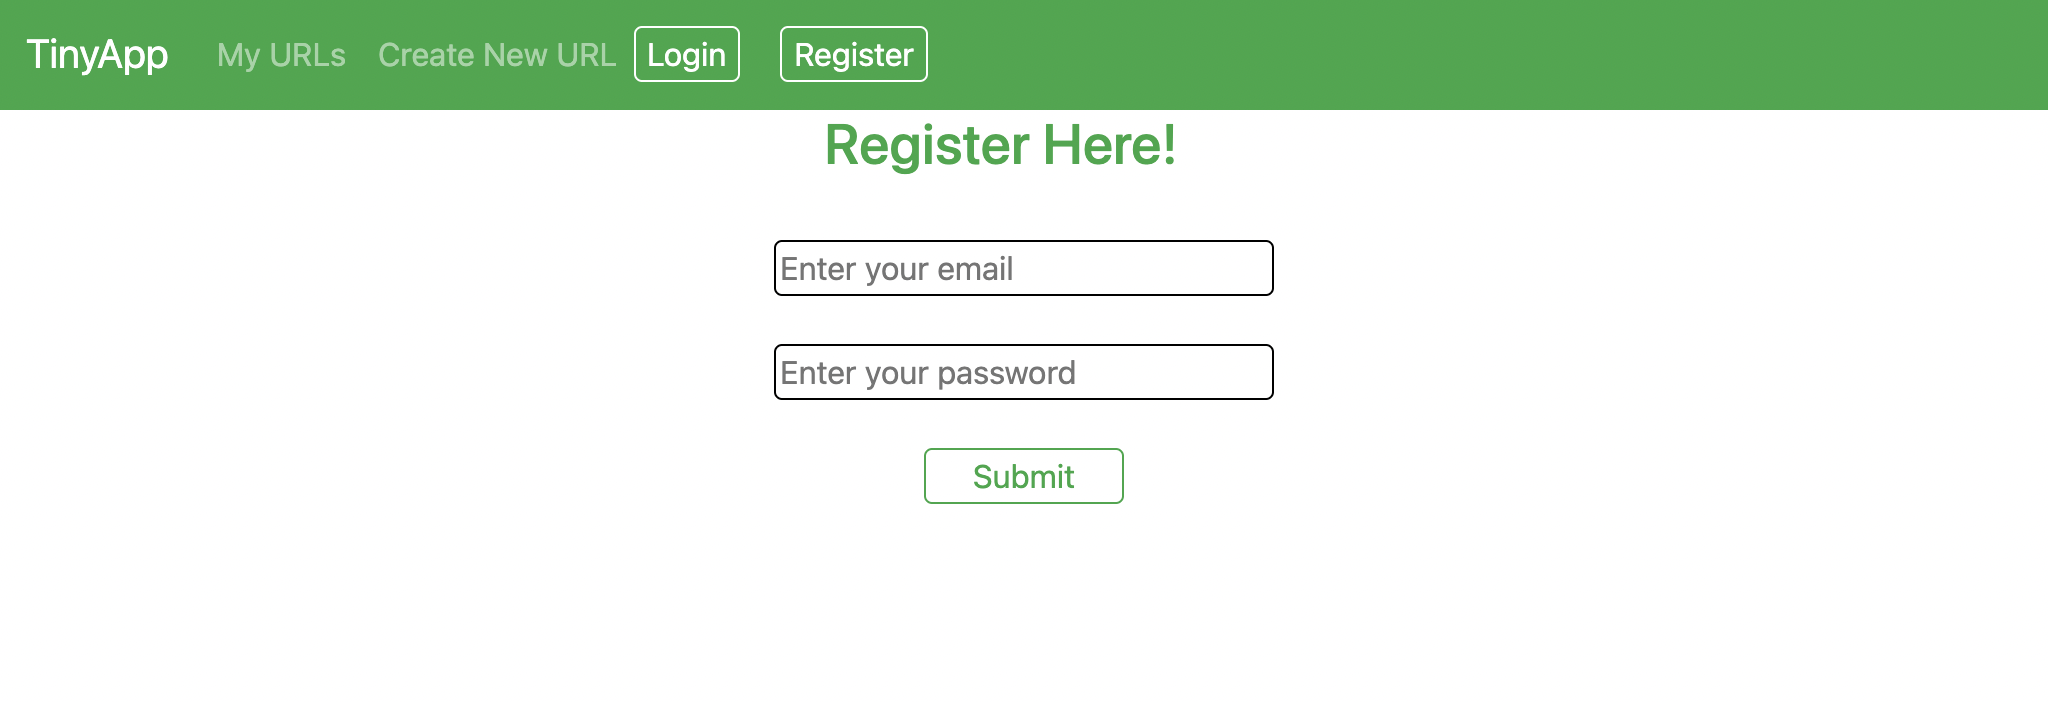 TinyApp My URLs Create New URL Login Register
Register Here!
Enter your email
Enter your password
Submit